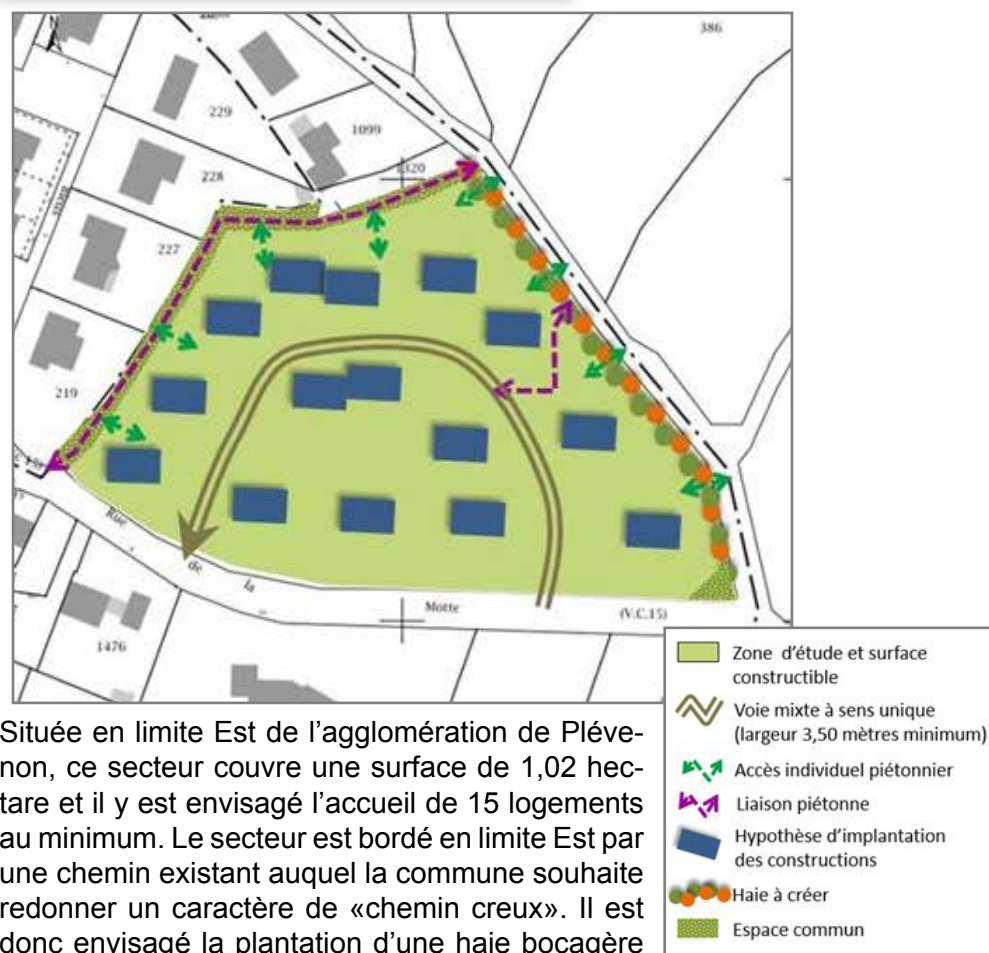 386
229
1099
1320
228
227
219
Rue
de
la
Motte
(V.C.15)
1476
Zone d'étude et surface
constructible
Voie mixte à sens unique
(largeur 3,50 mètres minimum)
Accès individuel piétonnier
Liaison piétonne
Hypothèse d'implantation
des constructions
Haie à créer
Espace commun
Située en limite Est de l'agglomération de Pléve-
non, ce secteur couvre une surface de 1,02 hec-
tare et il y est envisagé l'accueil de 15 logements
au minimum. Le secteur est bordé en limite Est par
une chemin existant auquel la commune souhaite
redonner un caractère de «chemin creux». Il est
donc envisagé la plantation d'une haie bocagère